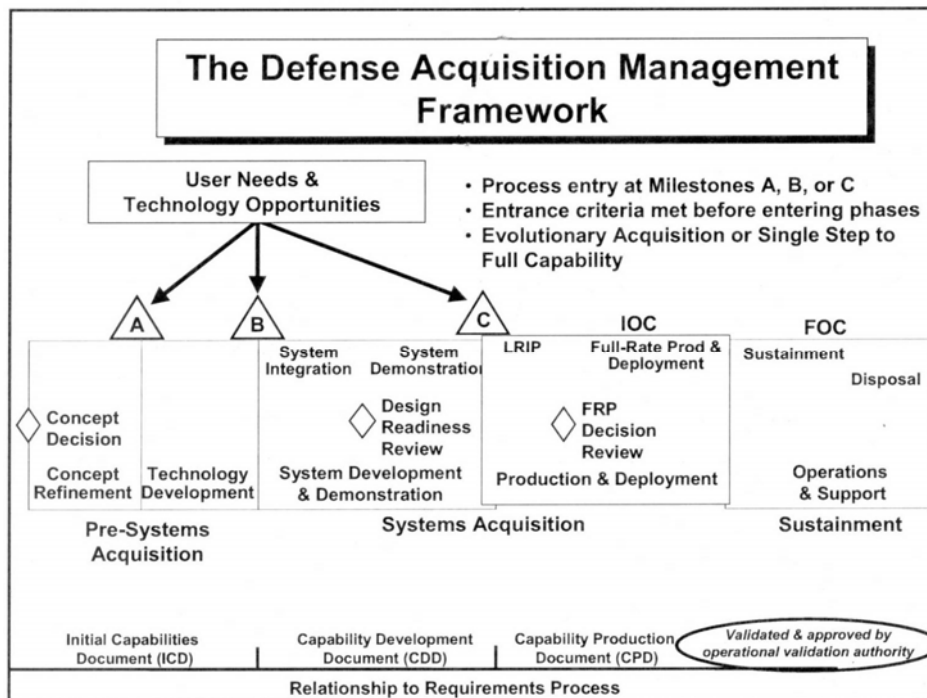 The Defense Acquisition Management
Framework
User Needs &
Technology Opportunities
• Process entry at Milestones A, B, or C
• Entrance criteria met before entering phases
• Evolutionary Acquisition or Single Step to
Full Capability
A
B
C
IOC
FOC
System
Integration
System
Demonstration
LRIP
Full-Rate Prod &
Deployment
Sustainment
Disposal
Concept
Decision
Design
Readiness
Review
FRP
Decision
Review
Concept
Refinement
Technology
Development
System Development
& Demonstration
Production & Deployment
Operations
& Support
Pre-Systems
Acquisition
Systems Acquisition
Sustainment
Initial Capabilities
Document (ICD)
Capability Development
Document (CDD)
Capability Production
Document (CPD)
Validated & approved by
operational validation authority
Relationship to Requirements Process